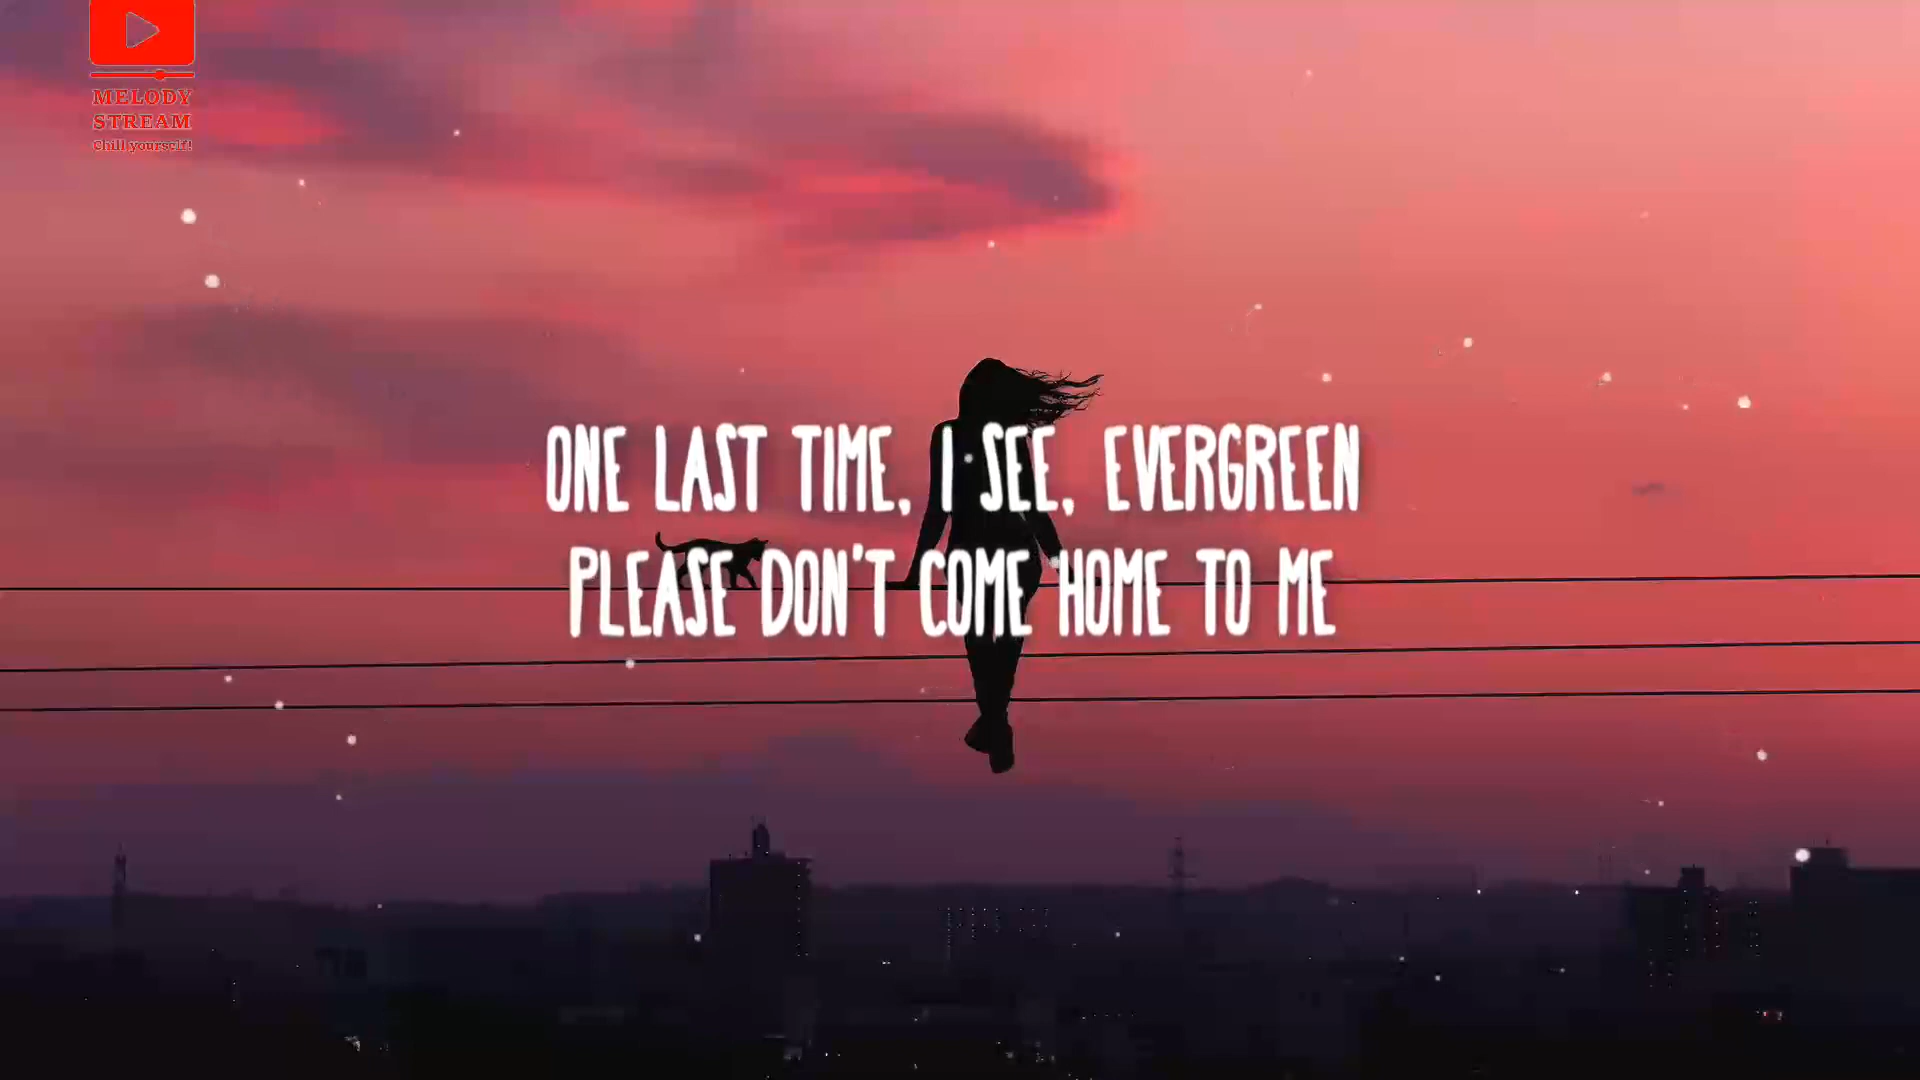 MELODY
STREAM
Chill yourself!
ONE LAST TIME, I SEE, EVERGREEN
PLEASE DON'T COME HOME TO ME